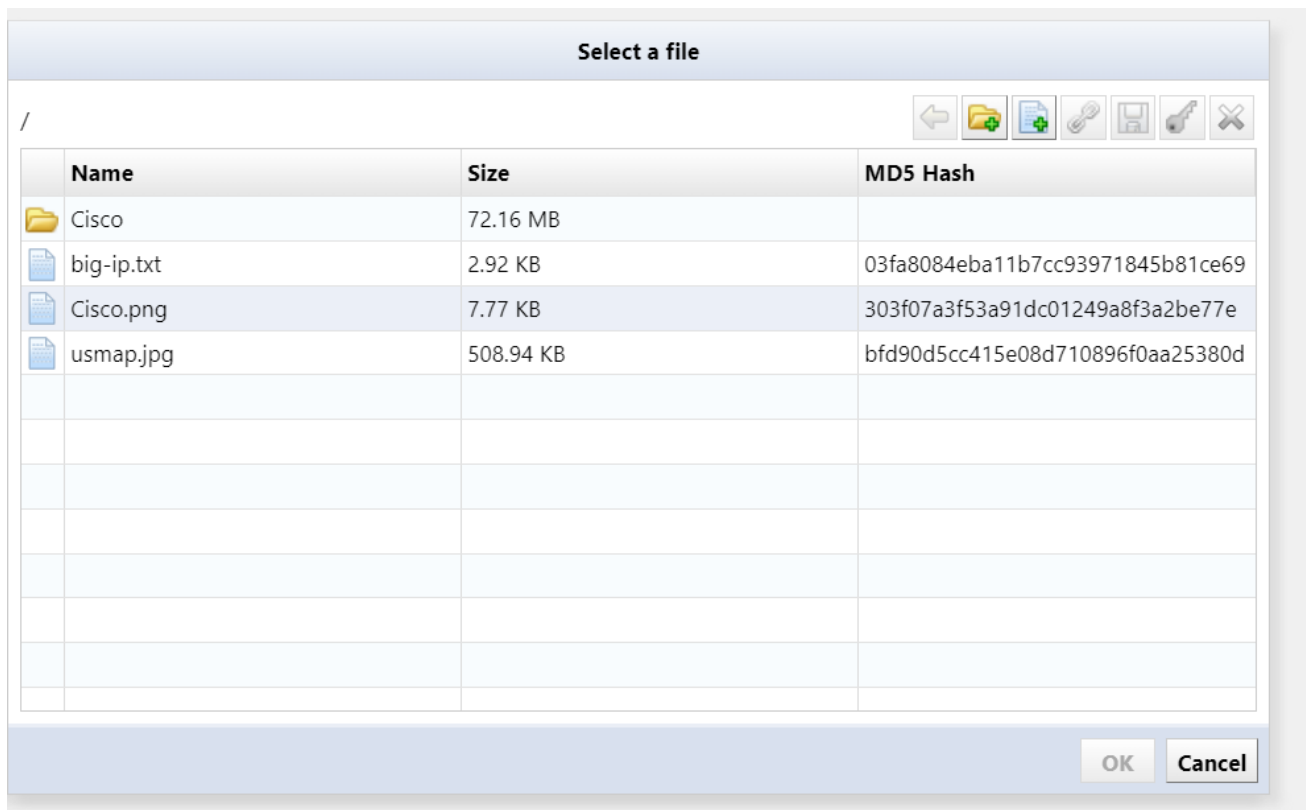 Select a file
/
Name Size MD5 Hash
Cisco 72.16 MB
big-ip.txt 2.92 KB 03fa8084eba11b7cc93971845b81ce69
Cisco.png 7.77 KB 303f07a3f53a91dc01249a8f3a2be77e
usmap.jpg 508.94 KB bfd90d5cc415e08d710896f0aa25380d
OK Cancel